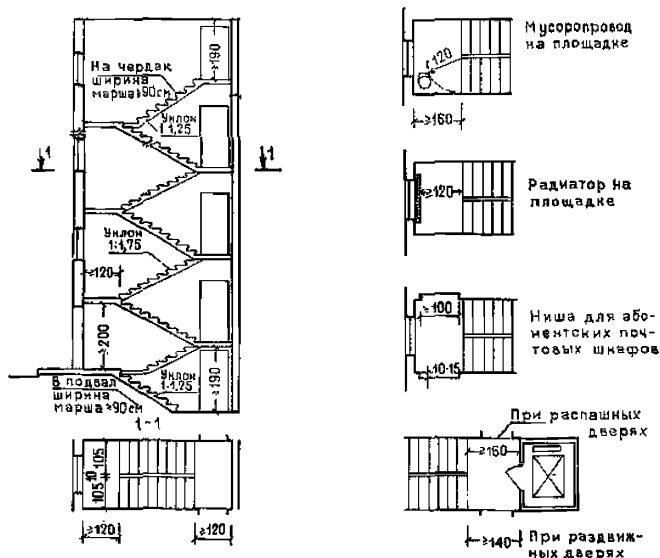 ≥190
На чердак
ширина
марша ≥90см
Уклон
1:1,25
1
1
Уклон
1:1,75
≥120
≥200
В подвал
ширина
марша ≥90см
Уклон
1:1,25
≥190
1-1
105
10
105
≥120
≥120
Мусоропровод
на площадке
≥120
≥160
Радиатор на
площадке
≥120
Ниша для або-
ментских поч-
товых шкафов
≥100
10-15
При распашных
дверях
≥160
≥140
При раздвиж-
ных дверях